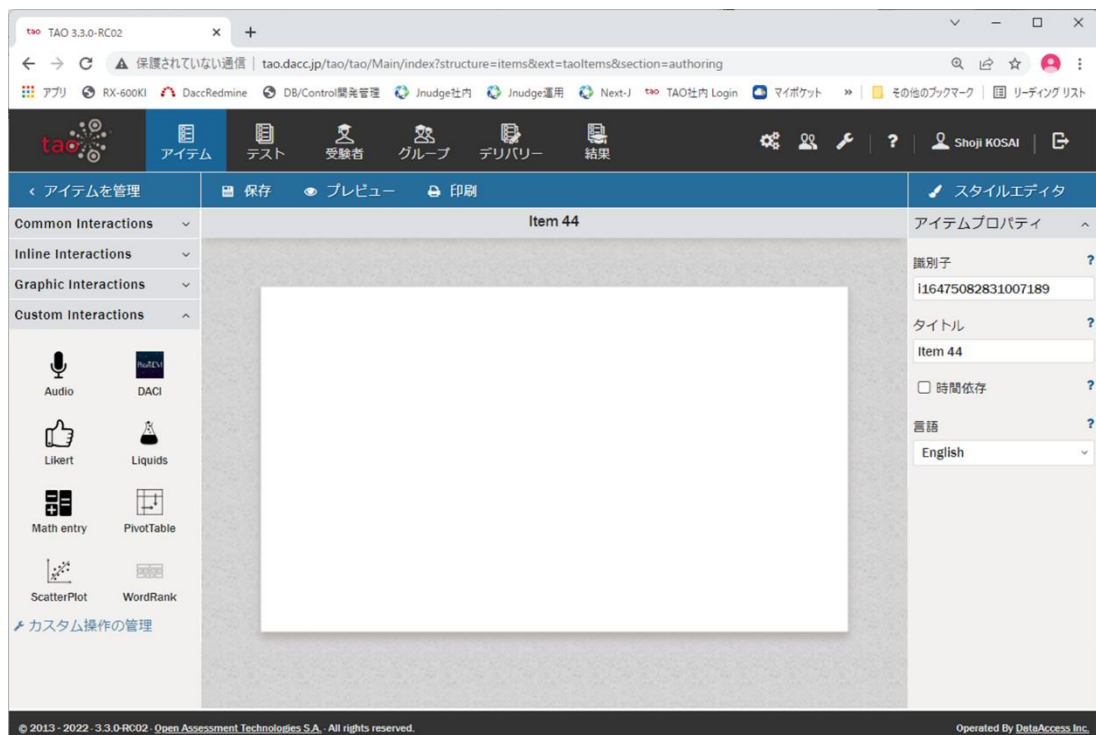 tao TAO 3.3.0-RC02
保護されていない通信 | tao.dacc.jp/tao/tao/Main/index?structure=items&ext=taoItems&section=authoring
アプリ RX-600KI DaccRedmine DB/Control開発管理 Jnudge社内 Jnudge運用 Next-J tao TAO社内 Login マイポケット » その他のブックマーク リーディング リスト
tao アイテム テスト 受験者 グループ デリバリー 結果 ? Shoji KOSAI
アイテムを管理 保存 プレビュー 印刷 スタイルエディタ
Common Interactions
Inline Interactions
Graphic Interactions
Custom Interactions
Audio DACI
Likert Liquids
Math entry PivotTable
ScatterPlot WordRank
カスタム操作の管理
Item 44
アイテムプロパティ
識別子 ?
i16475082831007189
タイトル ?
Item 44
時間依存 ?
言語 ?
English
© 2013 - 2022 · 3.3.0-RC02 · Open Assessment Technologies S.A. · All rights reserved. Operated By DataAccess Inc.